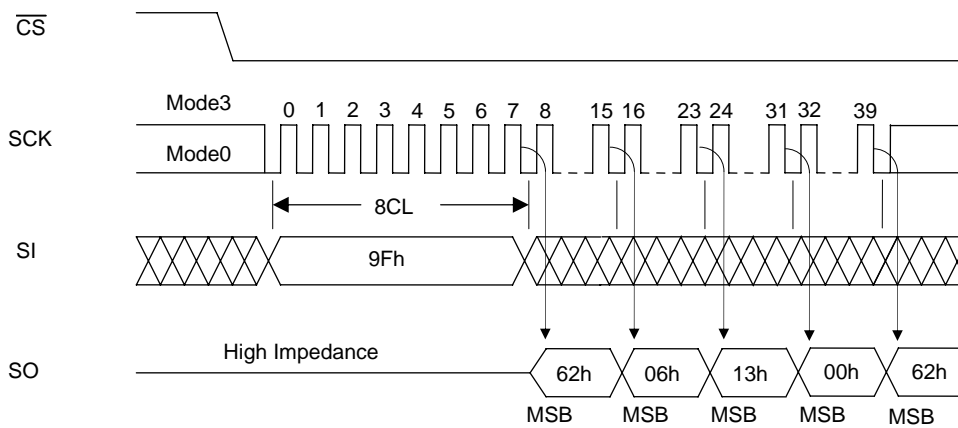 CS
Mode3
0 1 2 3 4 5 6 7 8 15 16 23 24 31 32 39
SCK
Mode0
8CL
SI
9Fh
High Impedance
SO
62h 06h 13h 00h 62h
MSB MSB MSB MSB MSB